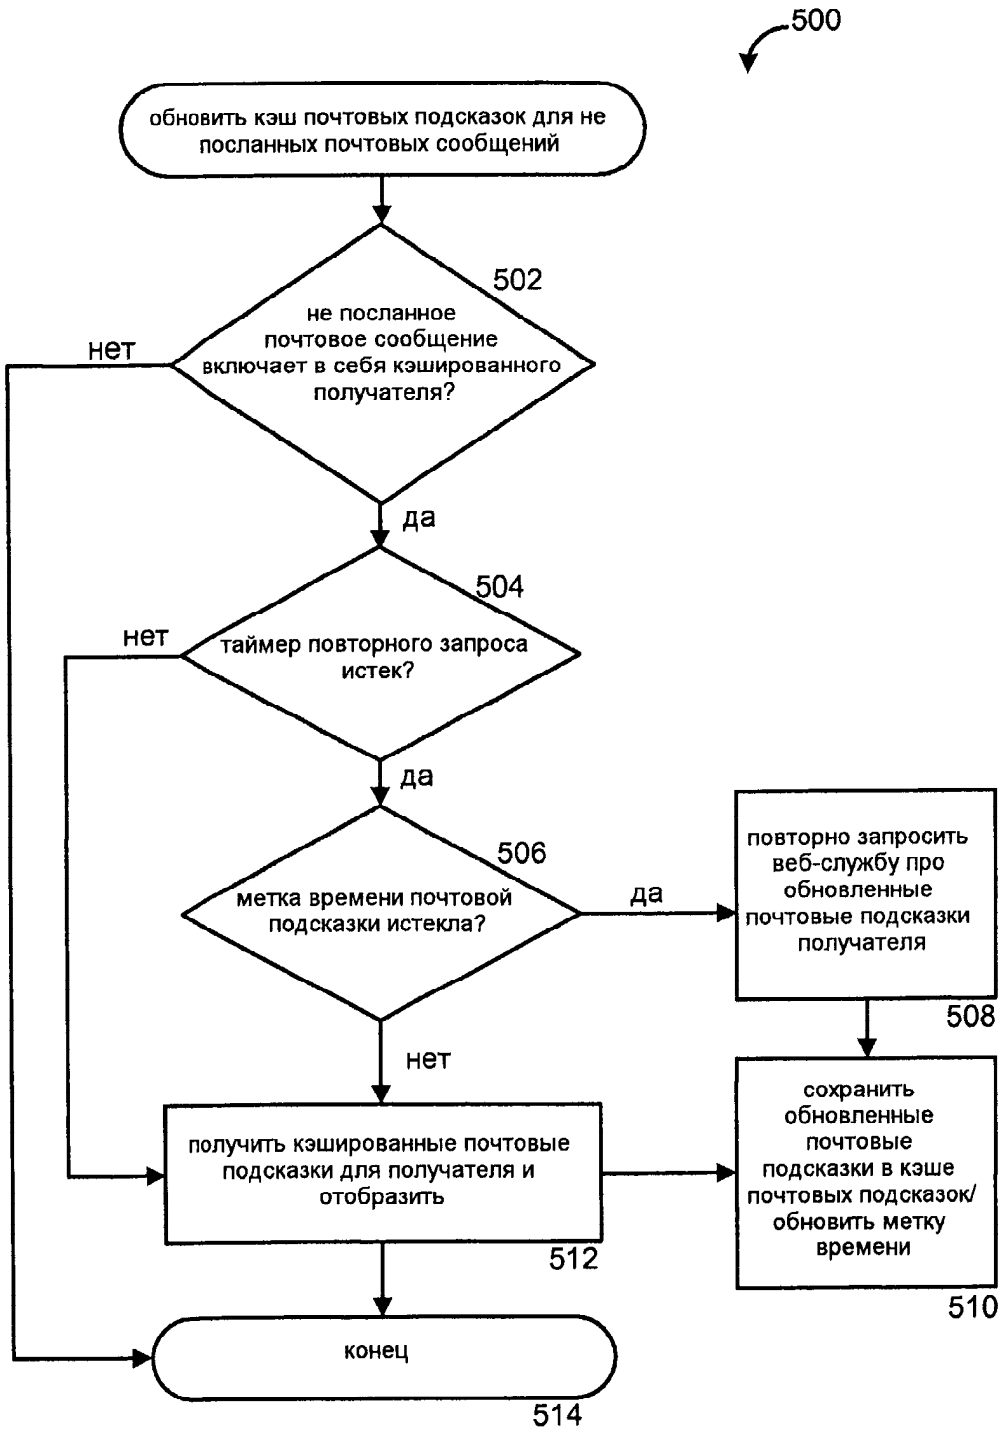 500
обновить кэш почтовых подсказок для не
посланных почтовых сообщений
502
не посланное
почтовое сообщение
включает в себя кэшированного
получателя?
нет
да
504
таймер повторного запроса
истек?
нет
да
506
метка времени почтовой
подсказки истекла?
да
нет
повторно запросить
веб-службу про
обновленные
почтовые подсказки
получателя
508
сохранить
обновленные
почтовые
подсказки в кэше
почтовых подсказок/
обновить метку
времени
510
получить кэшированные почтовые
подсказки для получателя и
отобразить
512
конец
514